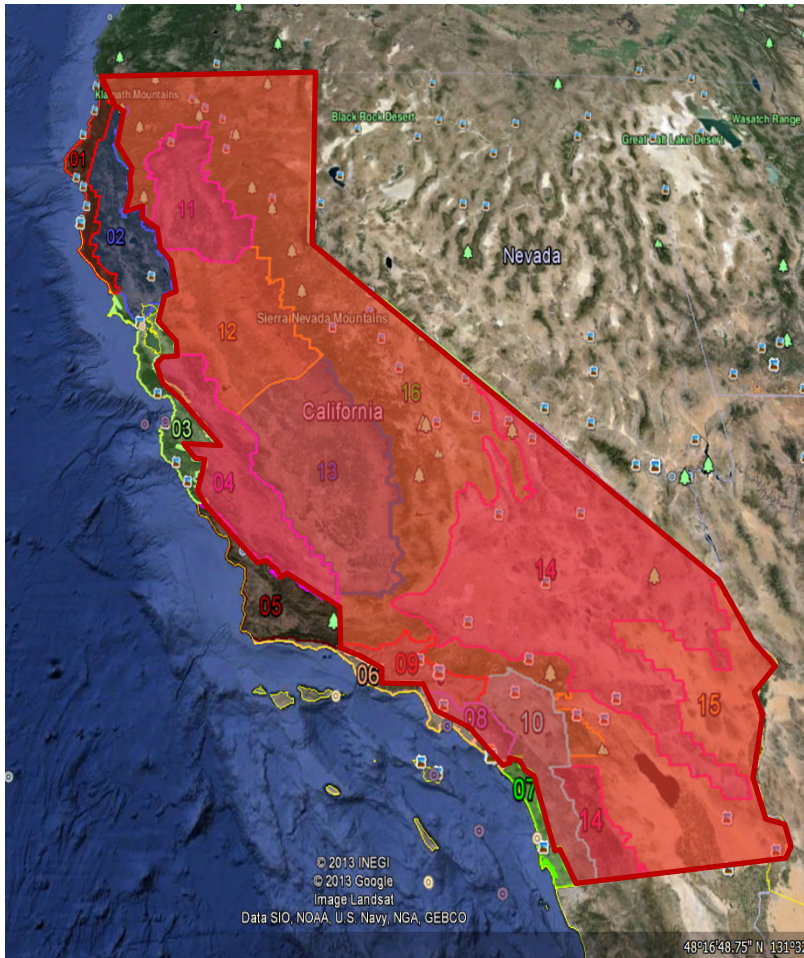 Klamath Mountains
Black Rock Desert
Wasatch Range
Great Salt Lake Desert
01
11
02
Nevada
12
Sierra Nevada Mountains
16
California
03
13
04
14
05
09
06
15
08
10
07
14
© 2013 INEGI
© 2013 Google
Image Landsat
Data SIO, NOAA, U.S. Navy, NGA, GEBCO
48°16'48.75" N 131°32